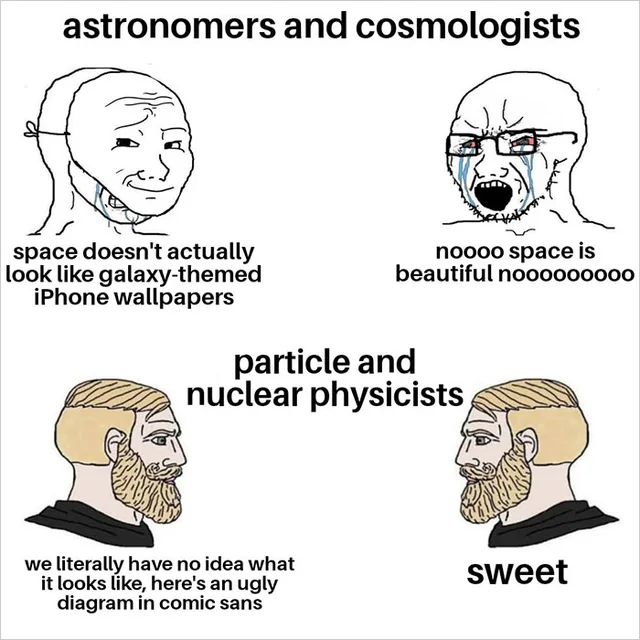 astronomers and cosmologists
space doesn't actually
look like galaxy-themed
iPhone wallpapers
noooo space is
beautiful nooooooooo
particle and
nuclear physicists
we literally have no idea what
it looks like, here's an ugly
diagram in comic sans
sweet